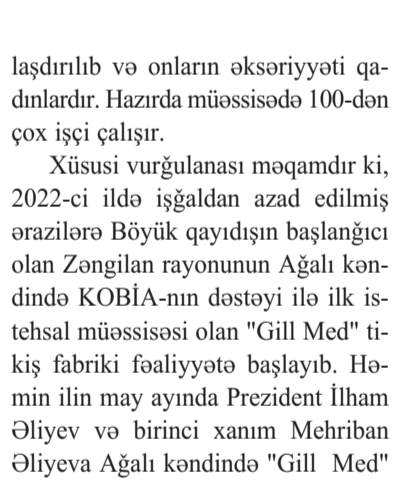 laşdırılıb və onların əksəriyyəti qa-
dınlardır. Hazırda müəssisədə 100-dən
çox işçi çalışır.
Xüsusi vurğulanası məqamdır ki,
2022-ci ildə işğaldan azad edilmiş
ərazilərə Böyük qayıdışın başlanğıcı
olan Zəngilan rayonunun Ağalı kən-
dində KOBİA-nın dəstəyi ilə ilk is-
tehsal müəssisəsi olan "Gill Med" ti-
kiş fabriki fəaliyyətə başlayıb. Hə-
min ilin may ayında Prezident İlham
Əliyev və birinci xanım Mehriban
Əliyeva Ağalı kəndində "Gill Med"